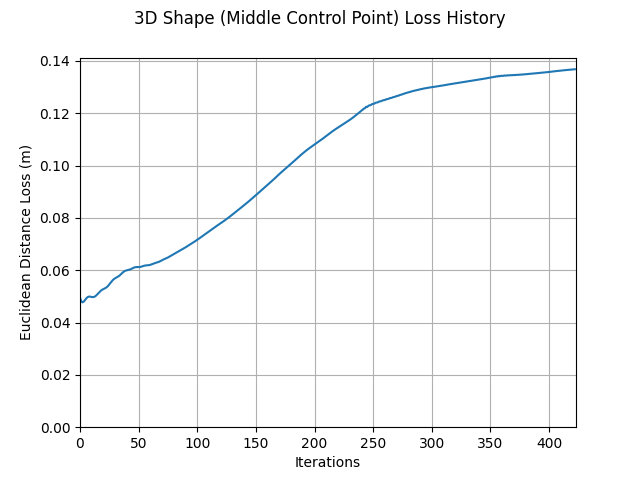 3D Shape (Middle Control Point) Loss History
0.14
0.12
0.10
0.08
0.06
0.04
0.02
0.00
Euclidean Distance Loss (m)
0 50 100 150 200 250 300 350 400
Iterations